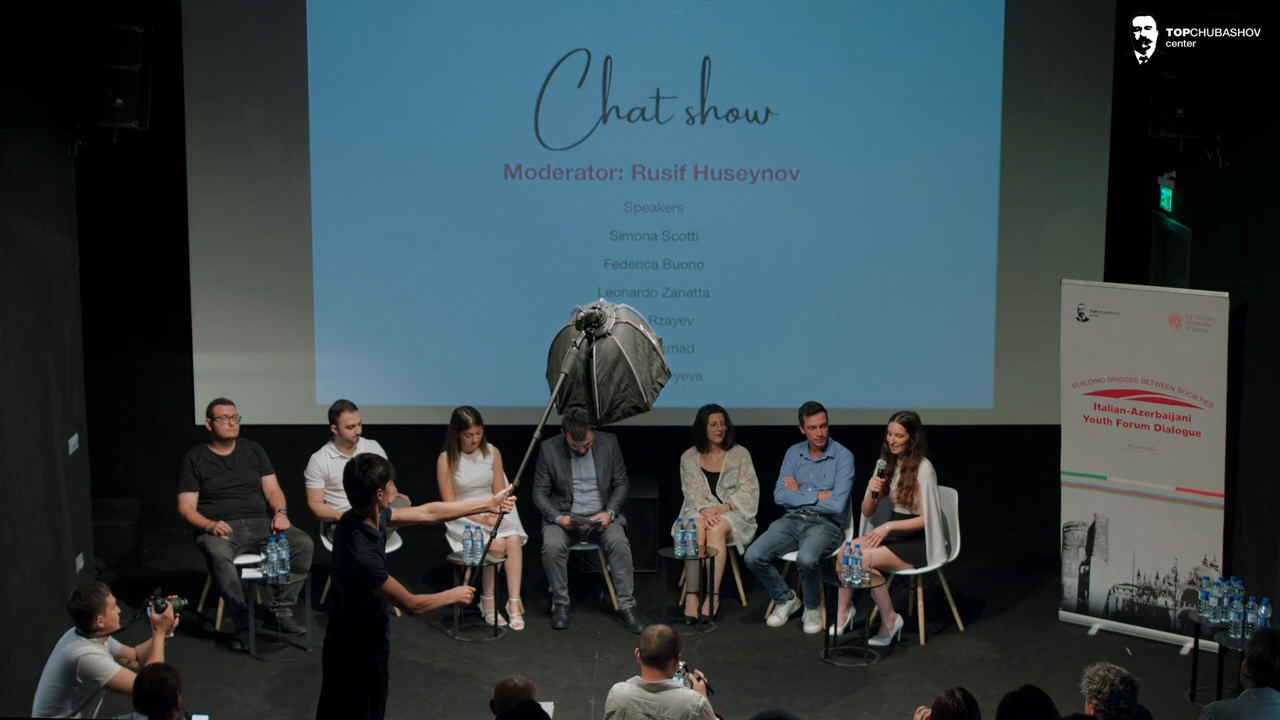 TOPCHUBASHOV
center
Chat show
Moderator: Rusif Huseynov
Speakers
Simona Scotti
Federica Buono
Leonardo Zanatta
Rzayev
EXIT
BUILDING BRIDGES BETWEEN SOCIETIES
Italian-Azerbaijani
Youth Forum Dialogue